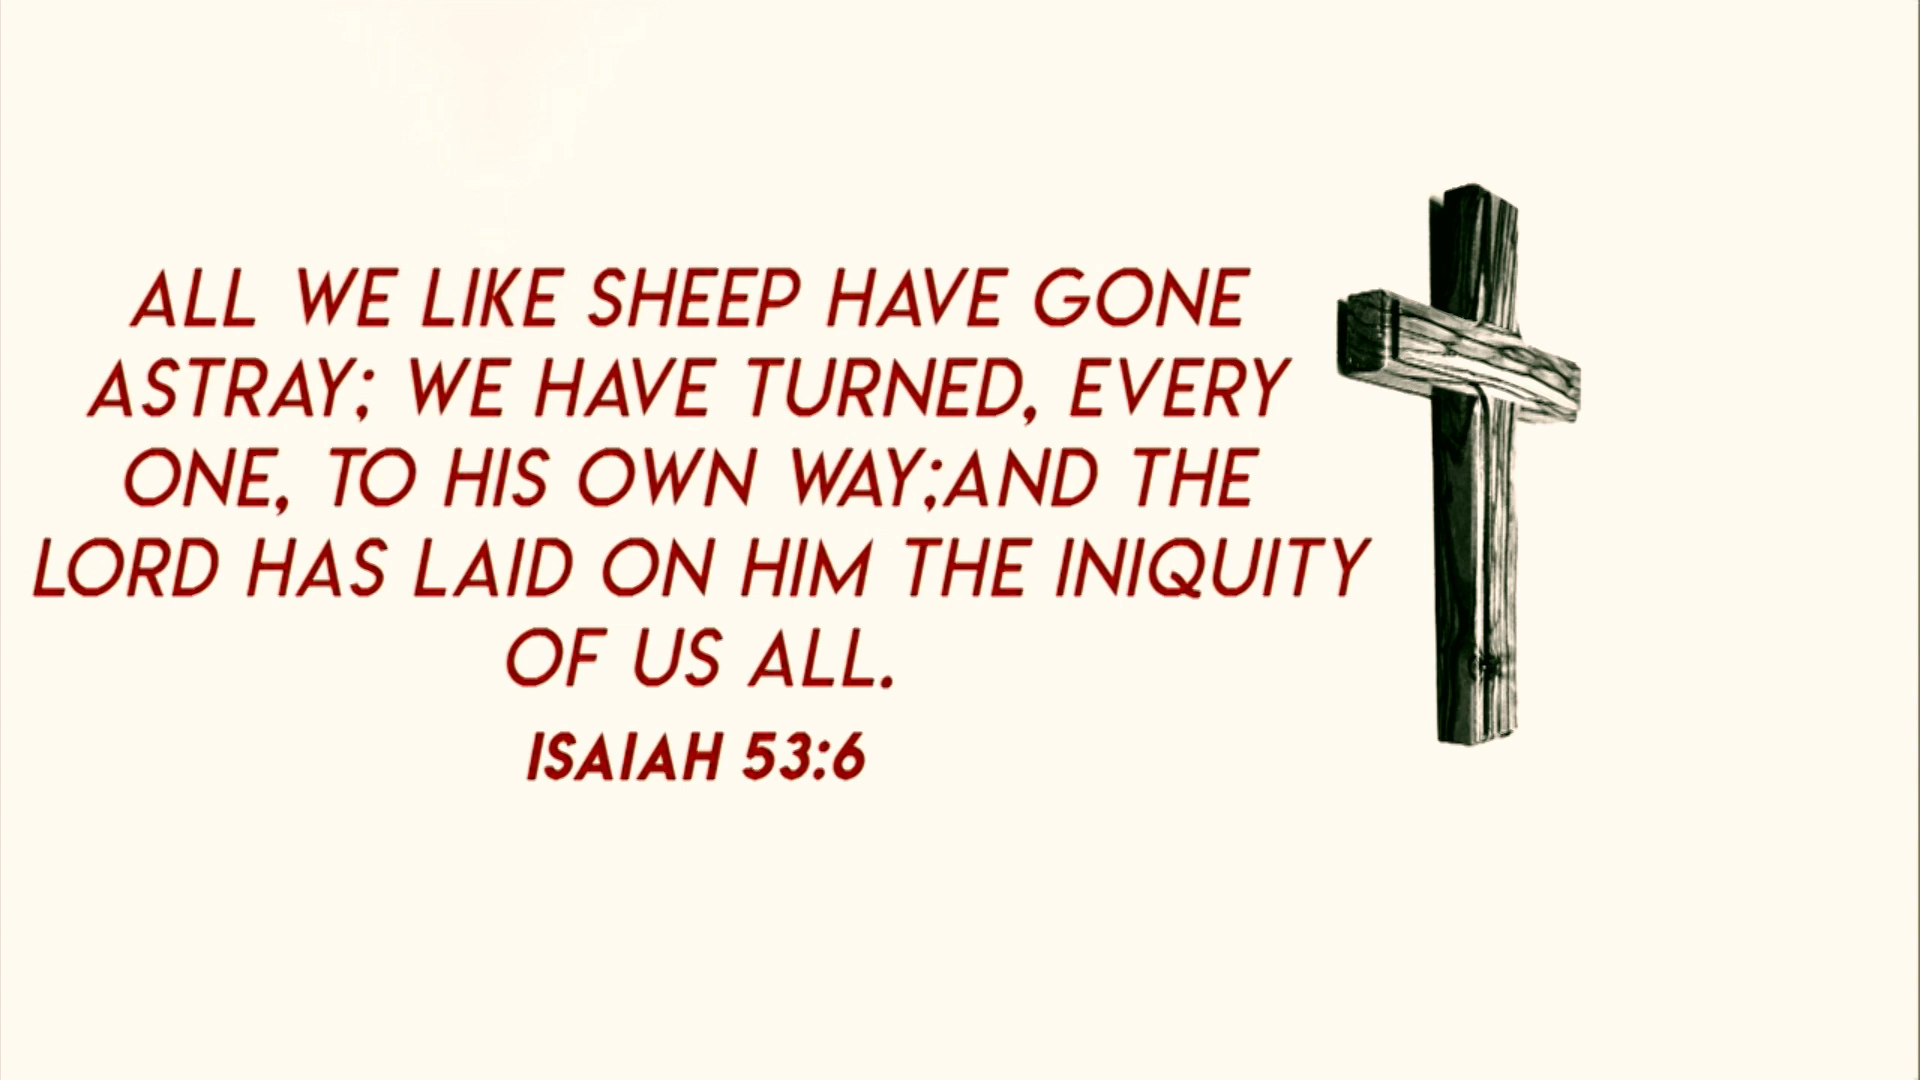 ALL WE LIKE SHEEP HAVE GONE
ASTRAY; WE HAVE TURNED, EVERY
ONE, TO HIS OWN WAY;AND THE
LORD HAS LAID ON HIM THE INIQUITY
OF US ALL.
ISAIAH 53:6